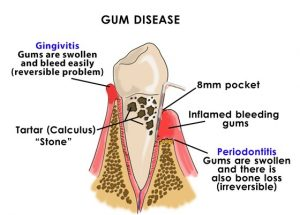 GUM DISEASE
Gingivitis
Gums are swollen
and bleed easily
(reversible problem)
8mm pocket
Inflamed bleeding
gums
Tartar (Calculus)
“Stone”
Periodontitis
Gums are swollen
and there is
also bone loss
(irreversible)